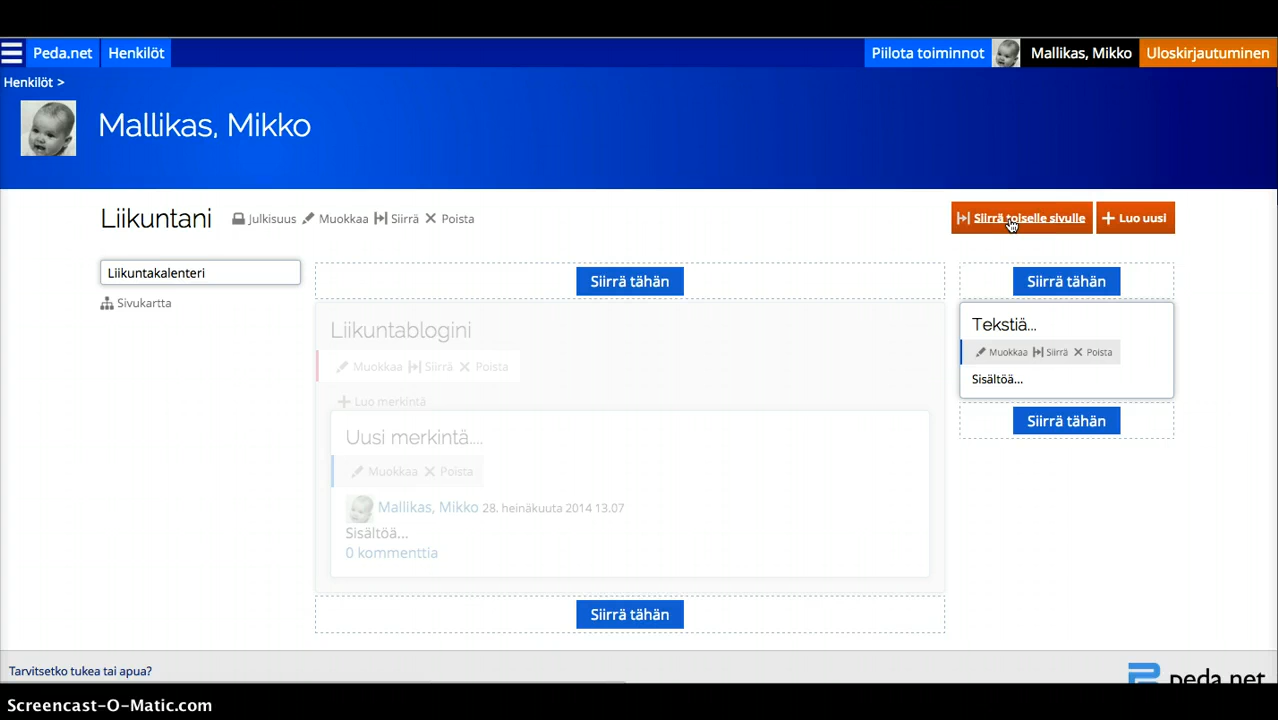 Peda.net Henkilöt Piilota toiminnot Mallikas, Mikko Uloskirjautuminen
Henkilöt >
Mallikas, Mikko
Liikuntani Julkisuus Muokkaa Siirrä Poista Siirrä toiselle sivulle Luo uusi
Liikuntakalenteri
Sivukartta
Siirrä tähän
Liikuntablogini
Muokkaa Siirrä Poista
Luo merkintä
Uusi merkintä....
Muokkaa Poista
Mallikas, Mikko 28. heinäkuuta 2014 13.07
Sisältöä...
0 kommenttia
Siirrä tähän
Siirrä tähän
Tekstiä...
Muokkaa Siirrä Poista
Sisältöä...
Siirrä tähän
Tarvitsetko tukea tai apua?
peda.net
Screencast-O-Matic.com